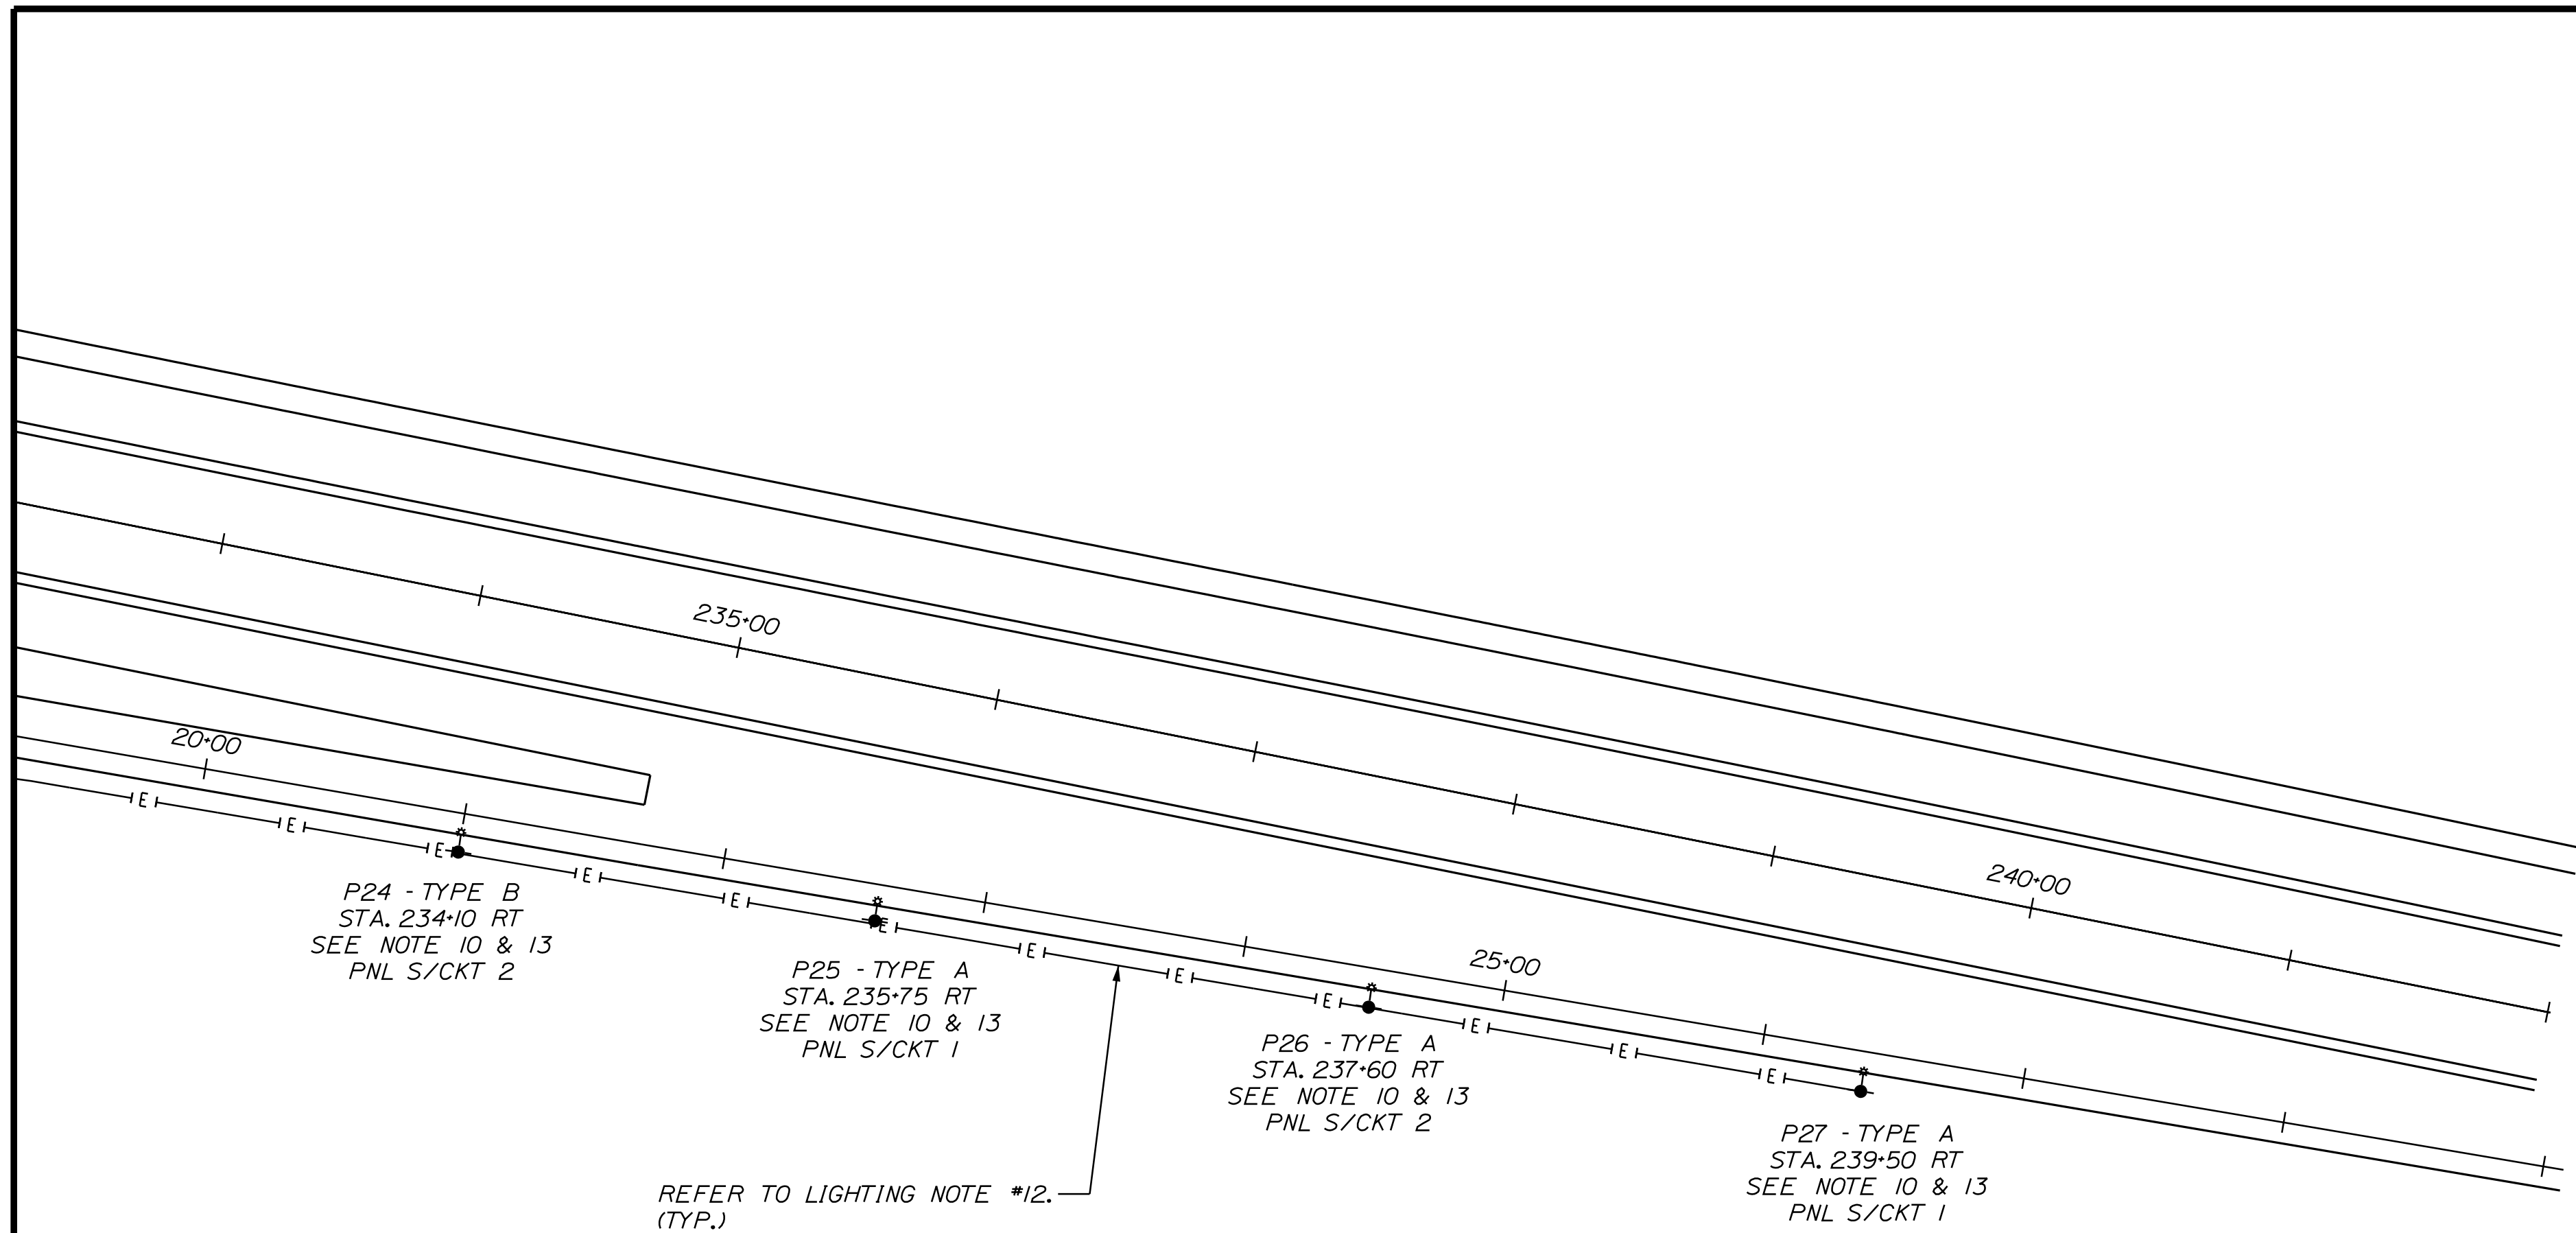 235+00
20+00
240+00
25+00
E
E
E
E
E
E
E
E
E
E
E
E
P24 - TYPE B
STA. 234+10 RT
SEE NOTE 10 & 13
PNL S/CKT 2
P25 - TYPE A
STA. 235+75 RT
SEE NOTE 10 & 13
PNL S/CKT 1
P26 - TYPE A
STA. 237+60 RT
SEE NOTE 10 & 13
PNL S/CKT 2
P27 - TYPE A
STA. 239+50 RT
SEE NOTE 10 & 13
PNL S/CKT 1
REFER TO LIGHTING NOTE #12.
(TYP.)